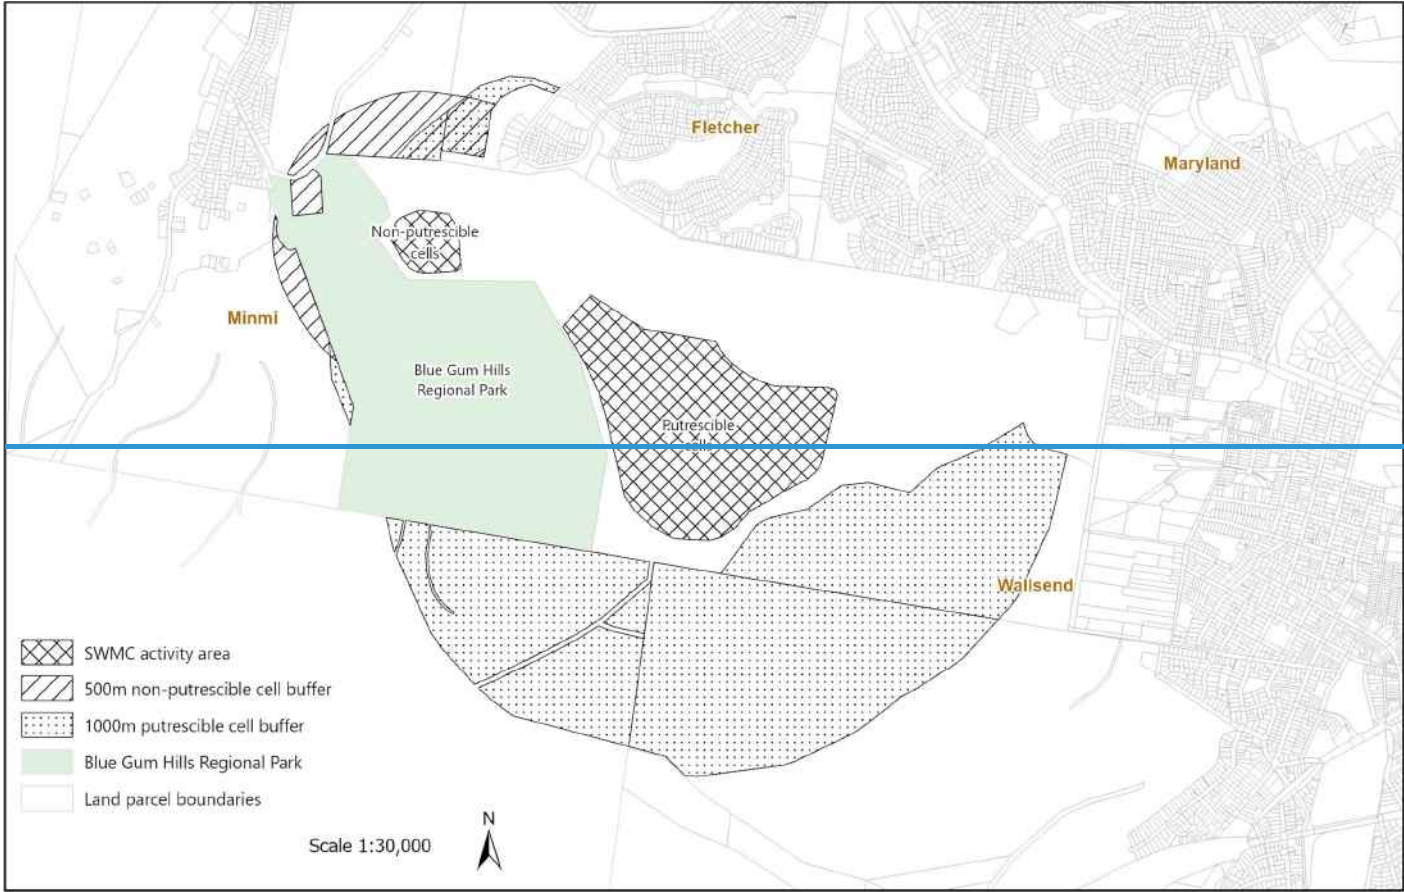 Fletcher
Maryland
Non-putrescible
cells
Minmi
Blue Gum Hills
Regional Park
Putrescible
cells
Wallsend
SWMC activity area
500m non-putrescible cell buffer
1000m putrescible cell buffer
Blue Gum Hills Regional Park
Land parcel boundaries
N
Scale 1:30,000